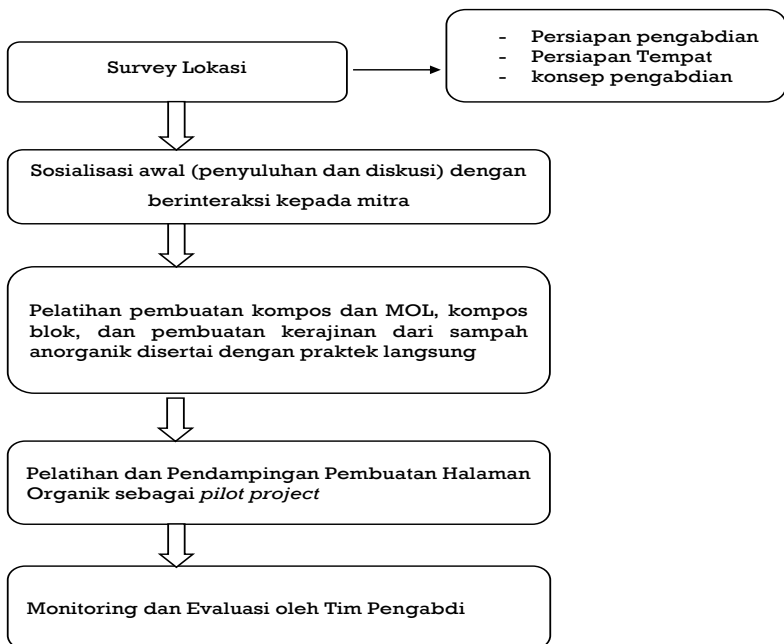 Survey Lokasi
- Persiapan pengabdian
- Persiapan Tempat
- konsep pengabdian
Sosialisasi awal (penyuluhan dan diskusi) dengan
berinteraksi kepada mitra
Pelatihan pembuatan kompos dan MOL, kompos
blok, dan pembuatan kerajinan dari sampah
anorganik disertai dengan praktek langsung
Pelatihan dan Pendampingan Pembuatan Halaman
Organik sebagai pilot project
Monitoring dan Evaluasi oleh Tim Pengabdi